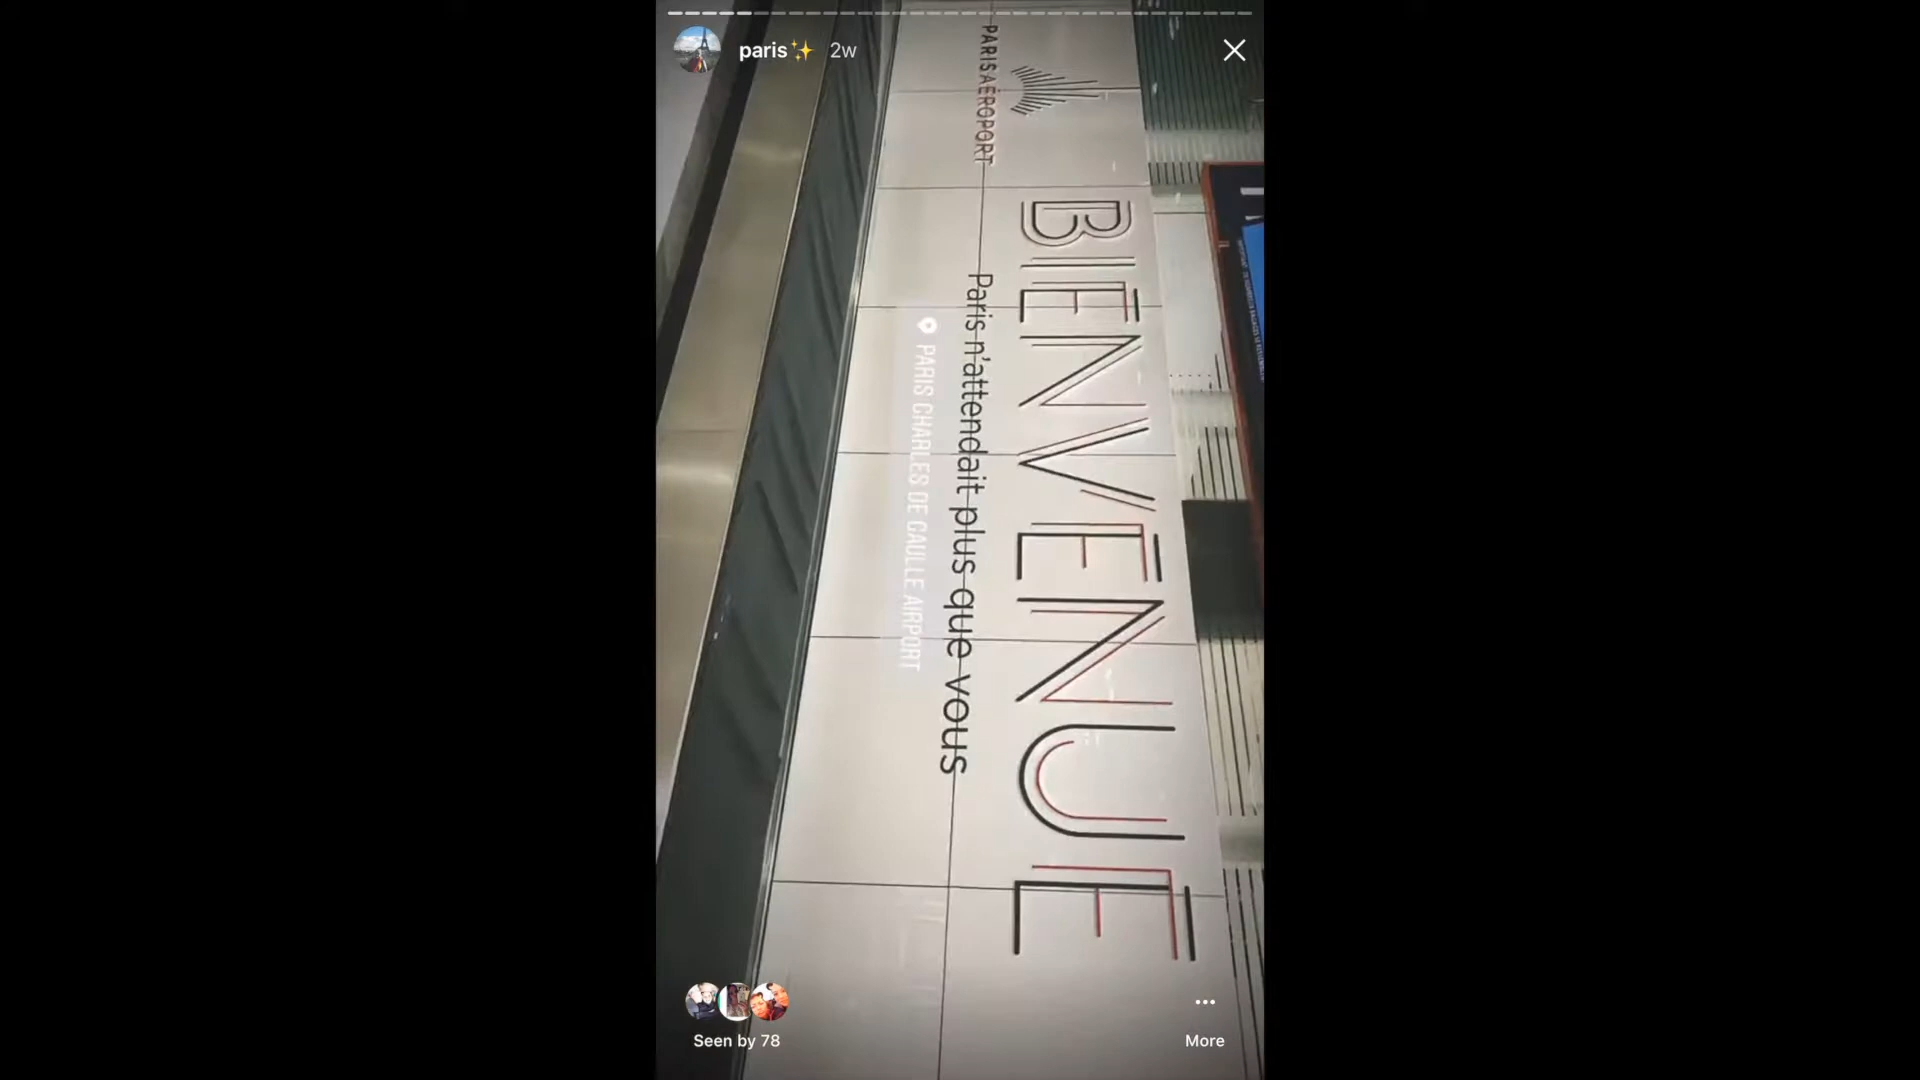 paris✨ 2w
PARIS AÉROPORT
BIENVENUE
Paris n'attendait plus que vous
PARIS CHARLES DE GAULLE AIRPORT
Seen by 78
More